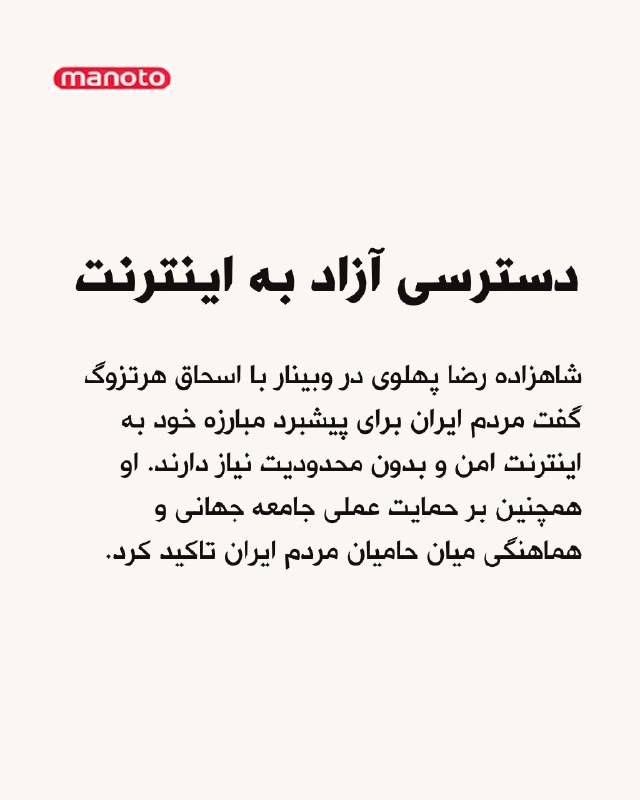 manoto
دسترسی آزاد به اینترنت
شاهزاده رضا پهلوی در وبینار با اسحاق هرتزوگ
گفت مردم ایران برای پیشبرد مبارزه خود به
اینترنت امن و بدون محدودیت نیاز دارند. او
همچنین بر حمایت عملی جامعه جهانی و
هماهنگی میان حامیان مردم ایران تاکید کرد.